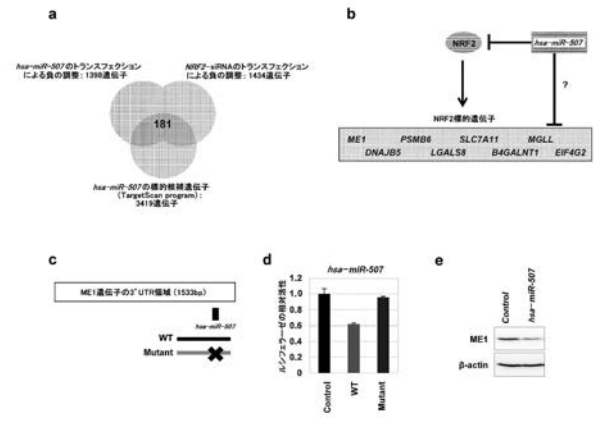 a
hsa-miR-507のトランスフェクション
による負の調整：1398遺伝子
NRF2-siRNAのトランスフェクション
による負の調整：1434遺伝子
181
hsa-miR-507の標的候補遺伝子
(TargetScan program)：
3419遺伝子
b
NRF2
hsa-miR-507
?
NRF2標的遺伝子
ME1 PSMB6 SLC7A11 MGLL
DNAJB5 LGALS8 B4GALNT1 EIF4G2
c
ME1遺伝子の3'UTR領域 (1533bp)
hsa-miR-507
WT
Mutant
d
hsa-miR-507
ルシフェラーゼの相対活性
1.2
1.0
0.8
0.6
0.4
0.2
0
Control
WT
Mutant
e
Control
hsa-miR-507
ME1
β-actin